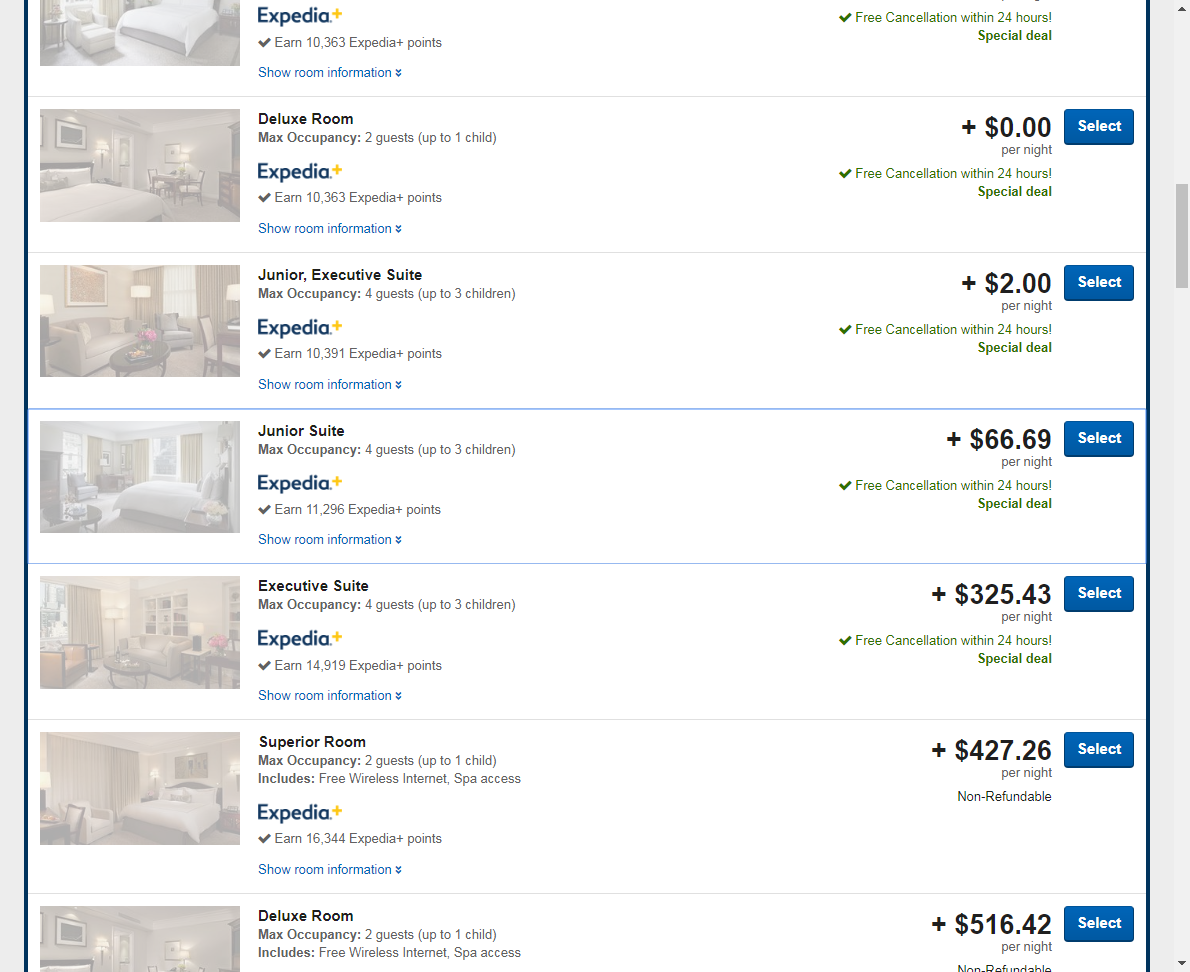 Expedia.+
Free Cancellation within 24 hours!
Special deal
Earn 10,363 Expedia+ points
Show room information
Deluxe Room
Max Occupancy: 2 guests (up to 1 child)
+ $0.00
Select
per night
Expedia.+
Free Cancellation within 24 hours!
Special deal
Earn 10,363 Expedia+ points
Show room information
Junior, Executive Suite
Max Occupancy: 4 guests (up to 3 children)
+ $2.00
Select
per night
Expedia.+
Free Cancellation within 24 hours!
Special deal
Earn 10,391 Expedia+ points
Show room information
Junior Suite
Max Occupancy: 4 guests (up to 3 children)
+ $66.69
Select
per night
Expedia.+
Free Cancellation within 24 hours!
Special deal
Earn 11,296 Expedia+ points
Show room information
Executive Suite
Max Occupancy: 4 guests (up to 3 children)
+ $325.43
Select
per night
Expedia.+
Free Cancellation within 24 hours!
Special deal
Earn 14,919 Expedia+ points
Show room information
Superior Room
Max Occupancy: 2 guests (up to 1 child)
Includes: Free Wireless Internet, Spa access
+ $427.26
Select
per night
Non-Refundable
Expedia.+
Earn 16,344 Expedia+ points
Show room information
Deluxe Room
Max Occupancy: 2 guests (up to 1 child)
Includes: Free Wireless Internet, Spa access
+ $516.42
Select
per night
Non-Refundable